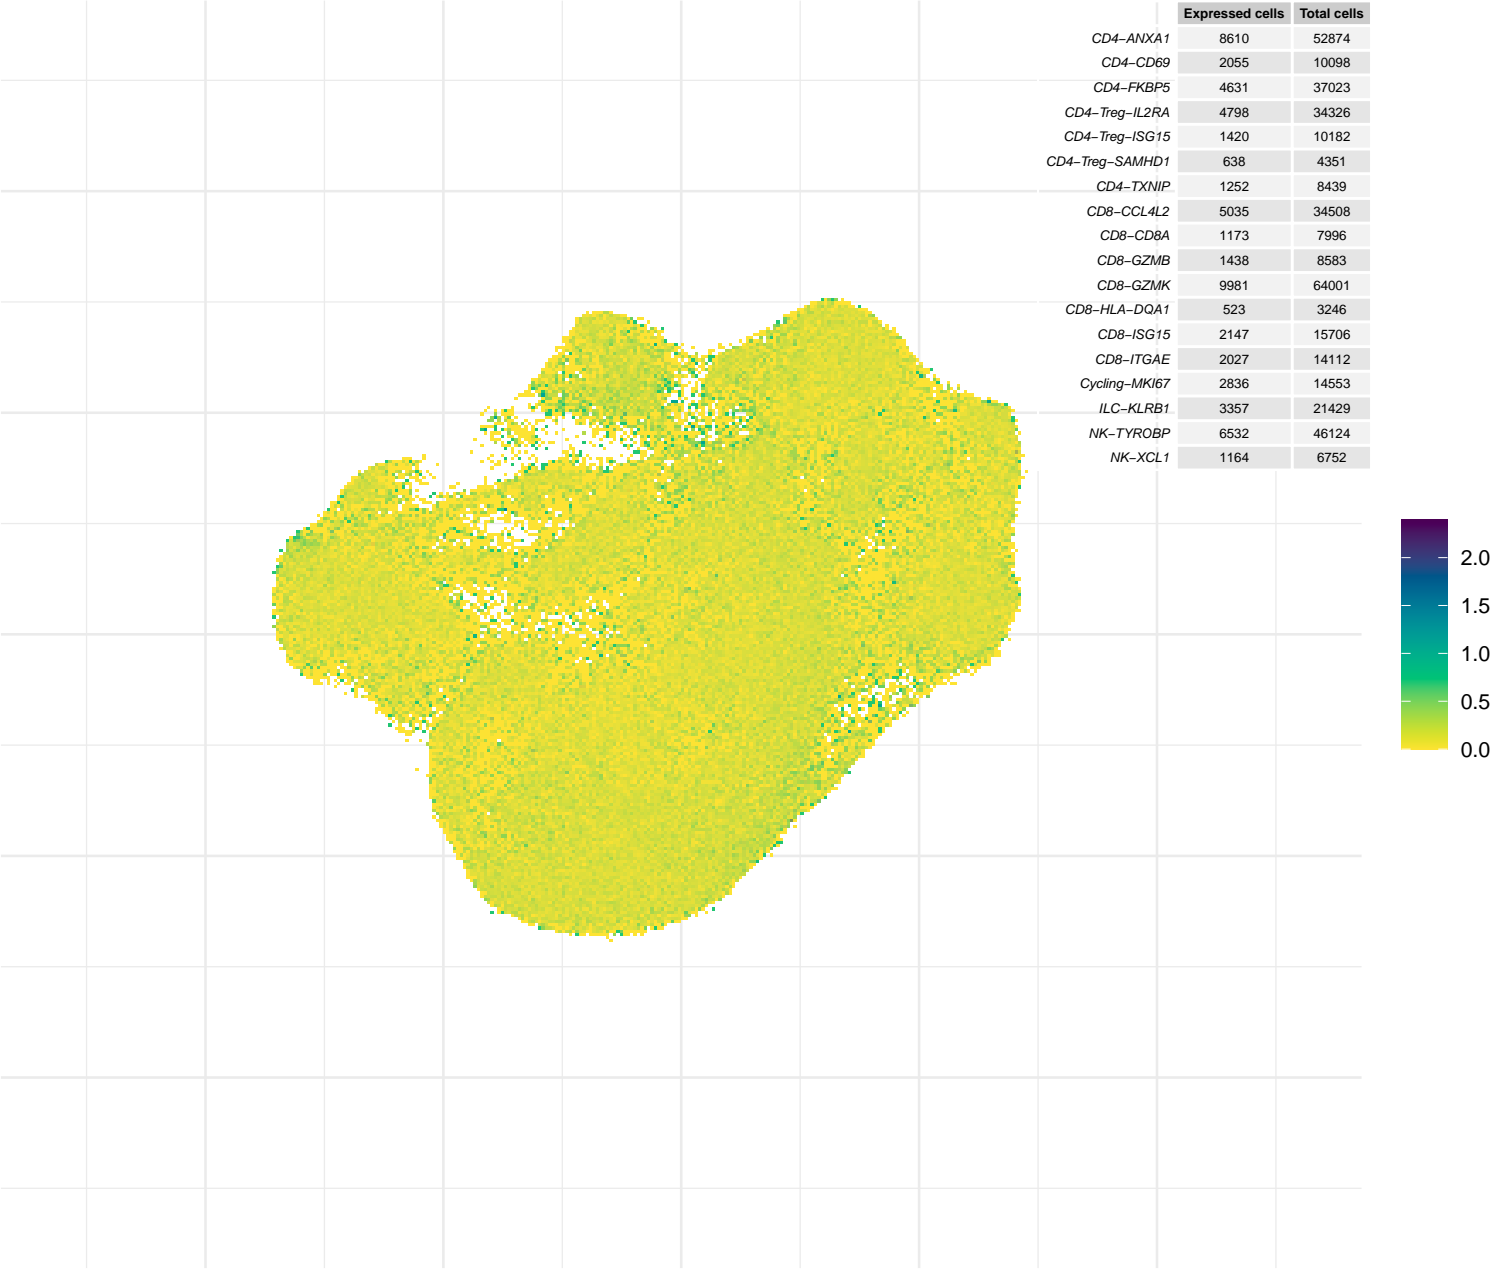 Expressed cells Total cells
CD4−ANXA1 8610 52874
CD4−CD69 2055 10098
CD4−FKBP5 4631 37023
CD4−Treg−IL2RA 4798 34326
CD4−Treg−ISG15 1420 10182
CD4−Treg−SAMHD1 638 4351
CD4−TXNIP 1252 8439
CD8−CCL4L2 5035 34508
CD8−CD8A 1173 7996
CD8−GZMB 1438 8583
CD8−GZMK 9981 64001
CD8−HLA−DQA1 523 3246
CD8−ISG15 2147 15706
CD8−ITGAE 2027 14112
Cycling−MKI67 2836 14553
ILC−KLRB1 3357 21429
NK−TYROBP 6532 46124
NK−XCL1 1164 6752
2.0
1.5
1.0
0.5
0.0